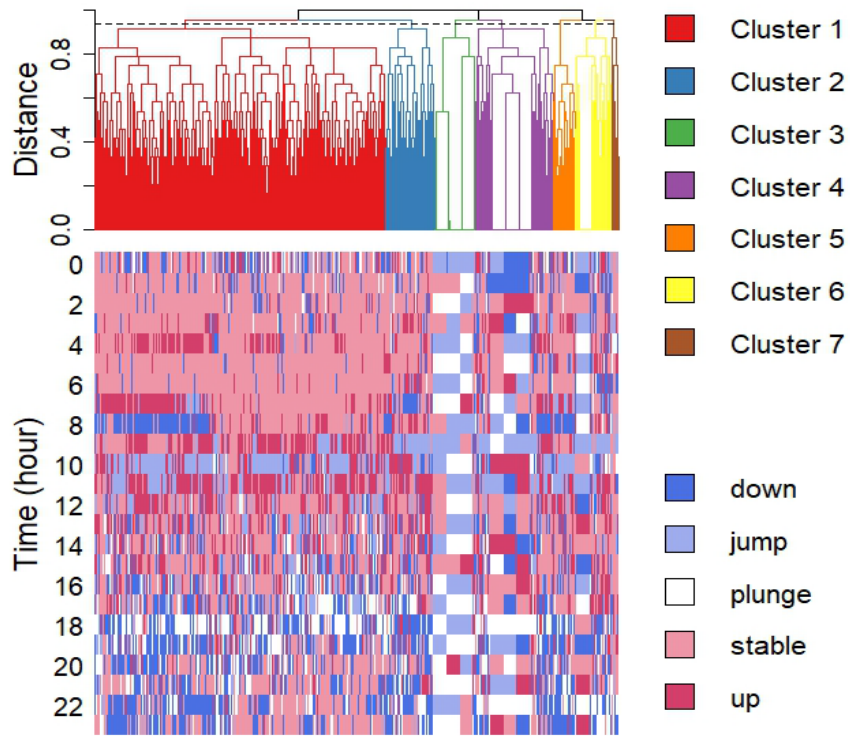 Distance
0.8
0.4
0.0
Cluster 1
Cluster 2
Cluster 3
Cluster 4
Cluster 5
Cluster 6
Cluster 7
Time (hour)
0
2
4
6
8
10
12
14
16
18
20
22
down
jump
plunge
stable
up